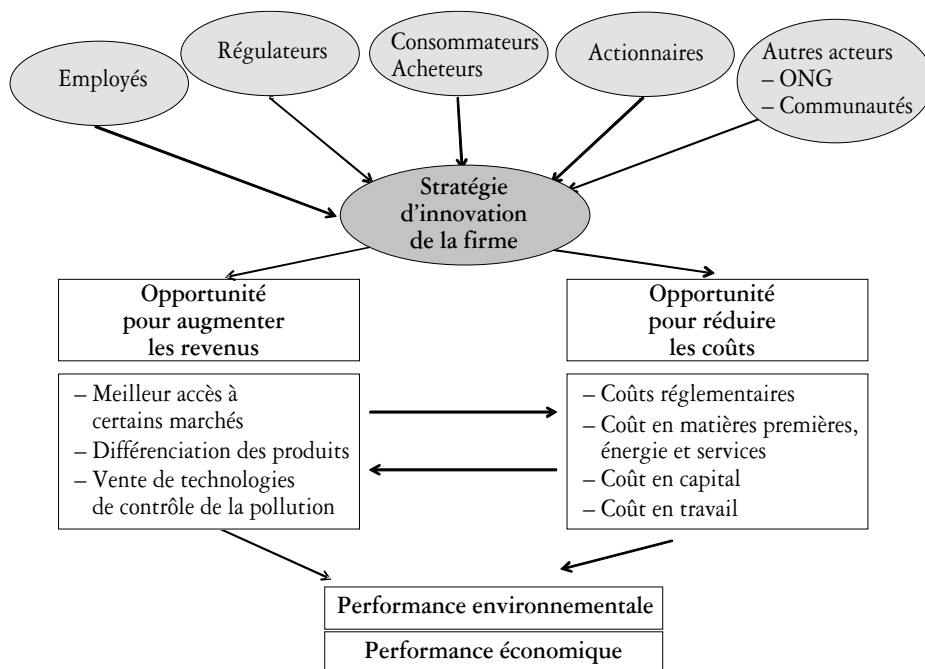 Employés
Régulateurs
Consommateurs
Acheteurs
Actionnaires
Autres acteurs
– ONG
– Communautés
Stratégie
d'innovation
de la firme
Opportunité
pour augmenter
les revenus
Opportunité
pour réduire
les coûts
– Meilleur accès à
certains marchés
– Différenciation des produits
– Vente de technologies
de contrôle de la pollution
– Coûts réglementaires
– Coût en matières premières,
énergie et services
– Coût en capital
– Coût en travail
Performance environnementale
Performance économique